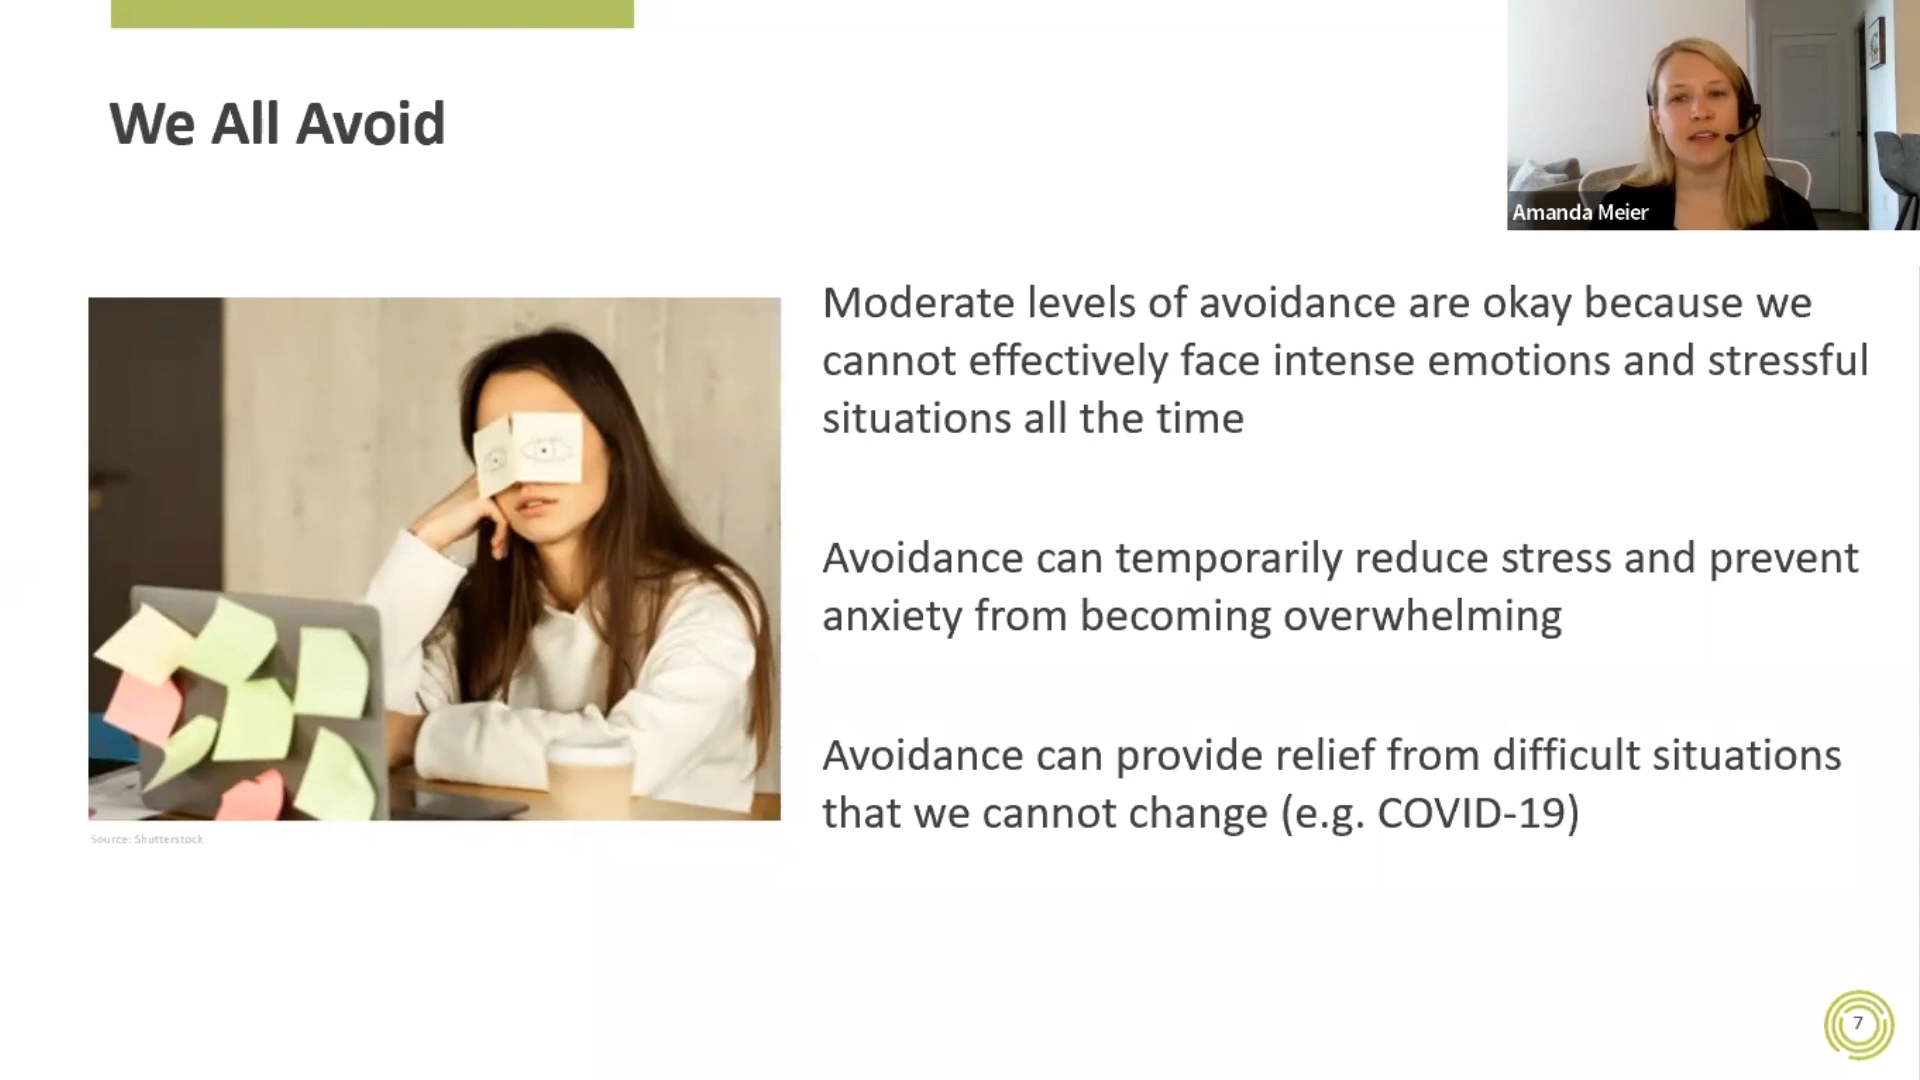 We All Avoid
Amanda Meier
Moderate levels of avoidance are okay because we
cannot effectively face intense emotions and stressful
situations all the time
Avoidance can temporarily reduce stress and prevent
anxiety from becoming overwhelming
Avoidance can provide relief from difficult situations
that we cannot change (e.g. COVID-19)
Source: Shutterstock
7